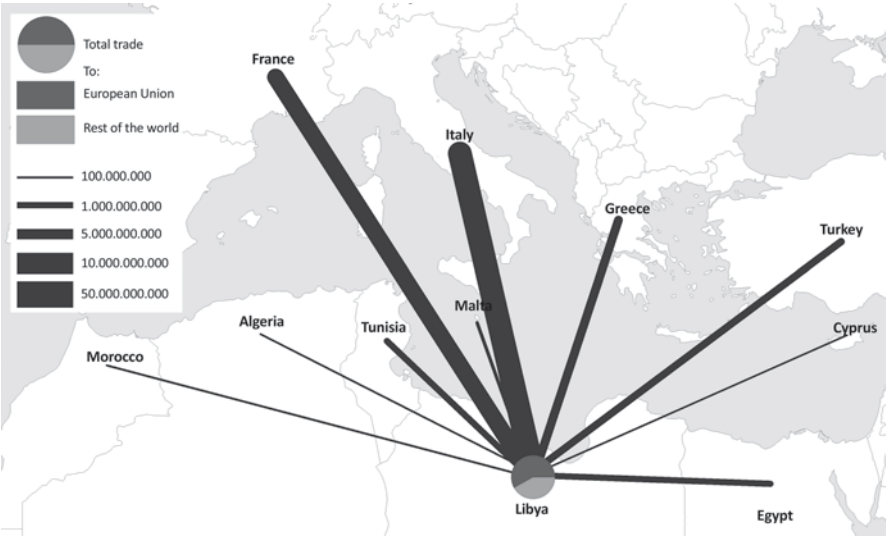 Total trade
To:
European Union
Rest of the world
100.000.000
1.000.000.000
5.000.000.000
10.000.000.000
50.000.000.000
France
Italy
Greece
Turkey
Malta
Algeria
Tunisia
Cyprus
Morocco
Libya
Egypt